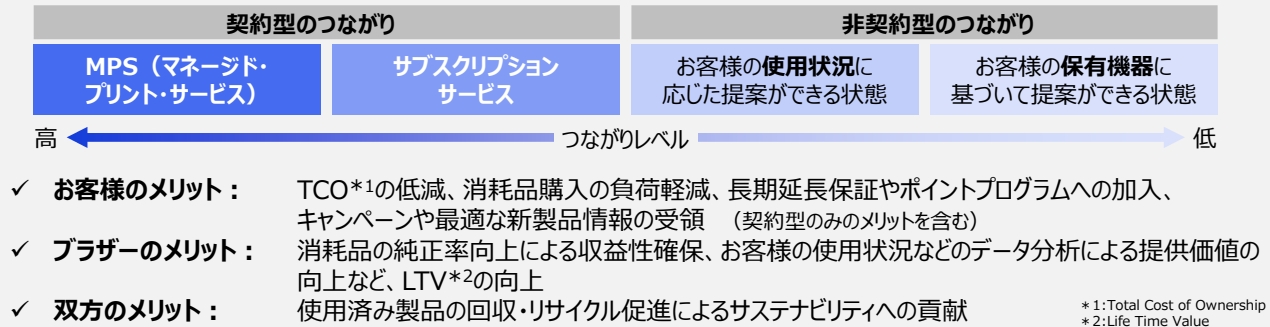 契約型のつながり
非契約型のつながり
MPS（マネージド・
プリント・サービス）
サブスクリプション
サービス
お客様の使用状況に
応じた提案ができる状態
お客様の保有機器に
基づいて提案ができる状態
高 つながりレベル 低
✓ お客様のメリット： TCO*1の低減、消耗品購入の負荷軽減、長期延長保証やポイントプログラムへの加入、
キャンペーンや最適な新製品情報の受領 （契約型のみのメリットを含む）
✓ ブラザーのメリット： 消耗品の純正率向上による収益性確保、お客様の使用状況などのデータ分析による提供価値の
向上など、LTV*2の向上
✓ 双方のメリット： 使用済み製品の回収・リサイクル促進によるサステナビリティへの貢献
*1:Total Cost of Ownership
*2:Life Time Value